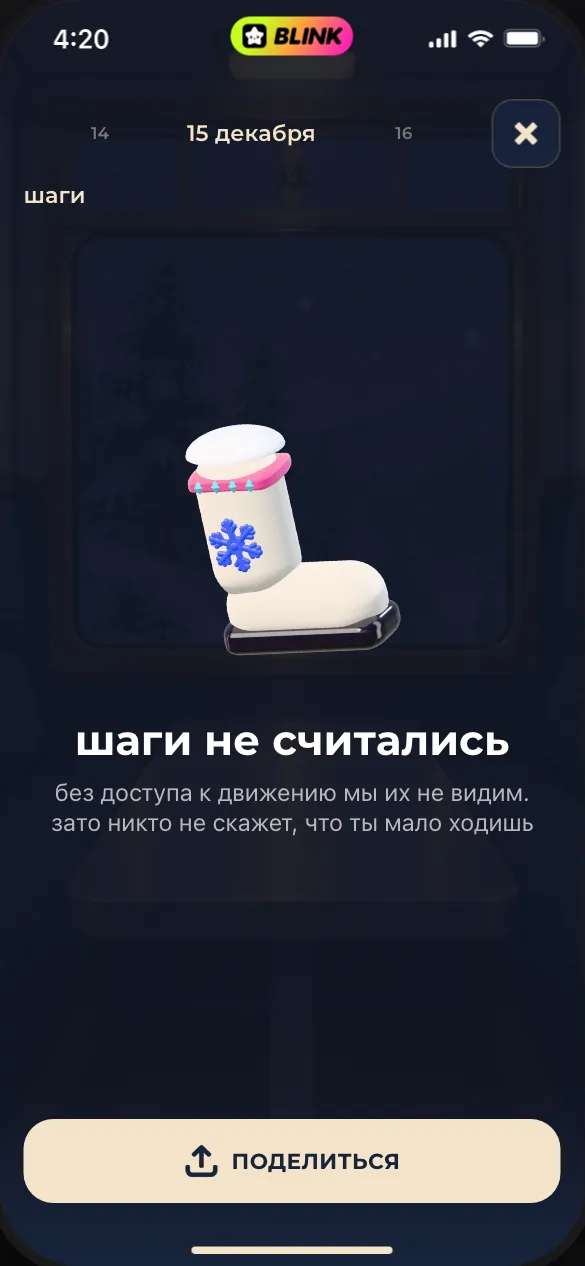 4:20
BLINK
14
15 декабря
16
шаги
шаги не считались
без доступа к движению мы их не видим.
зато никто не скажет, что ты мало ходишь
ПОДЕЛИТЬСЯ